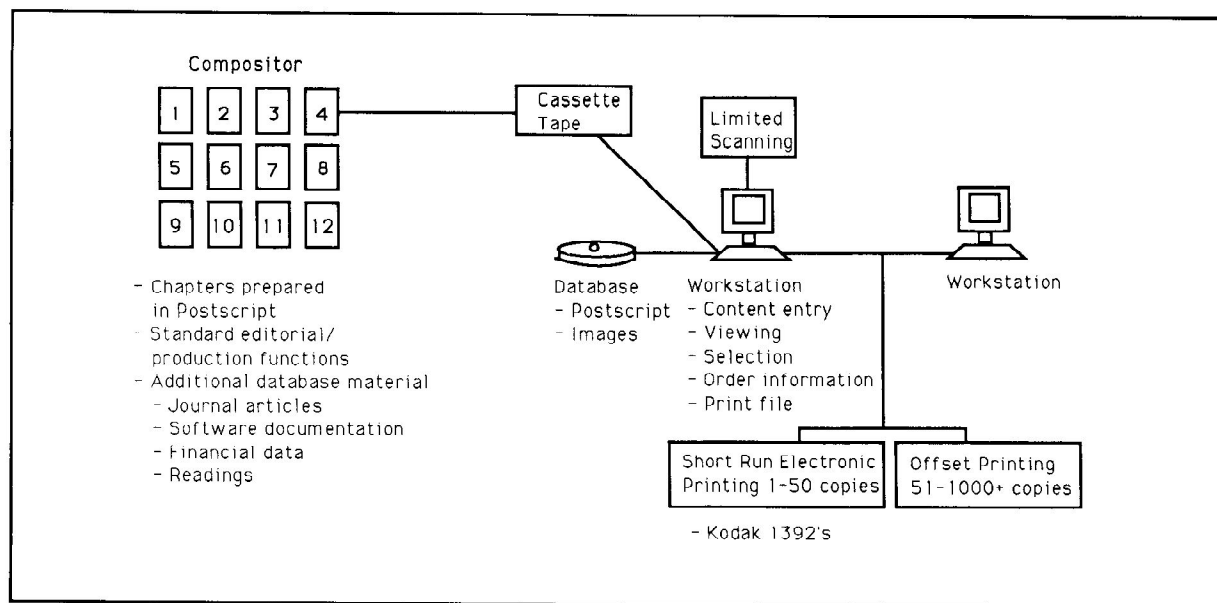 Compositor
1 2 3 4
5 6 7 8
9 10 11 12
- Chapters prepared
in Postscript
- Standard editorial/
production functions
- Additional database material
- Journal articles
- Software documentation
- Financial data
- Readings
Cassette
Tape
Limited
Scanning
Database
- Postscript
- Images
Workstation
- Content entry
- Viewing
- Selection
- Order information
- Print file
Workstation
Short Run Electronic
Printing 1-50 copies
- Kodak 1392's
Offset Printing
51-1000+ copies